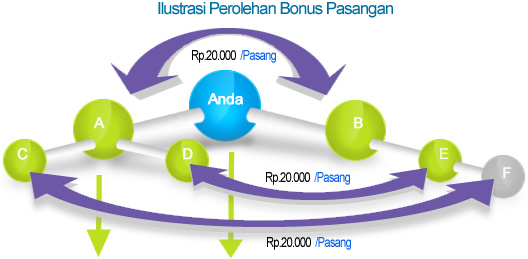 Ilustrasi Perolehan Bonus Pasangan
Rp.20.000 /Pasang
Anda
A
B
C
D
E
F
Rp.20.000 /Pasang
Rp.20.000 /Pasang